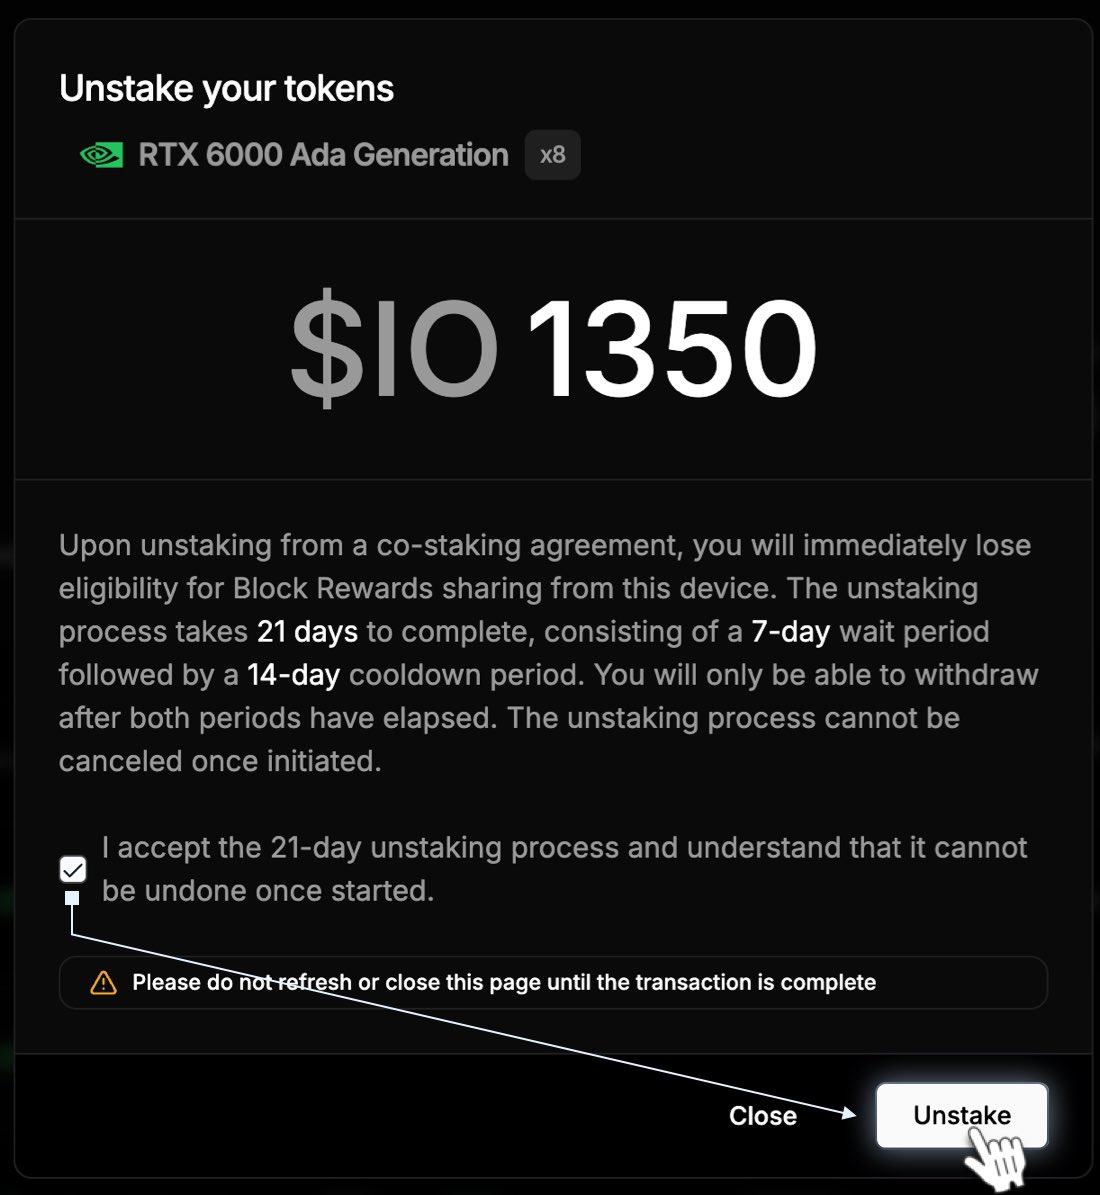 Unstake your tokens
RTX 6000 Ada Generation x8
$IO 1350
Upon unstaking from a co-staking agreement, you will immediately lose
eligibility for Block Rewards sharing from this device. The unstaking
process takes 21 days to complete, consisting of a 7-day wait period
followed by a 14-day cooldown period. You will only be able to withdraw
after both periods have elapsed. The unstaking process cannot be
canceled once initiated.
I accept the 21-day unstaking process and understand that it cannot
be undone once started.
Please do not refresh or close this page until the transaction is complete
Close Unstake